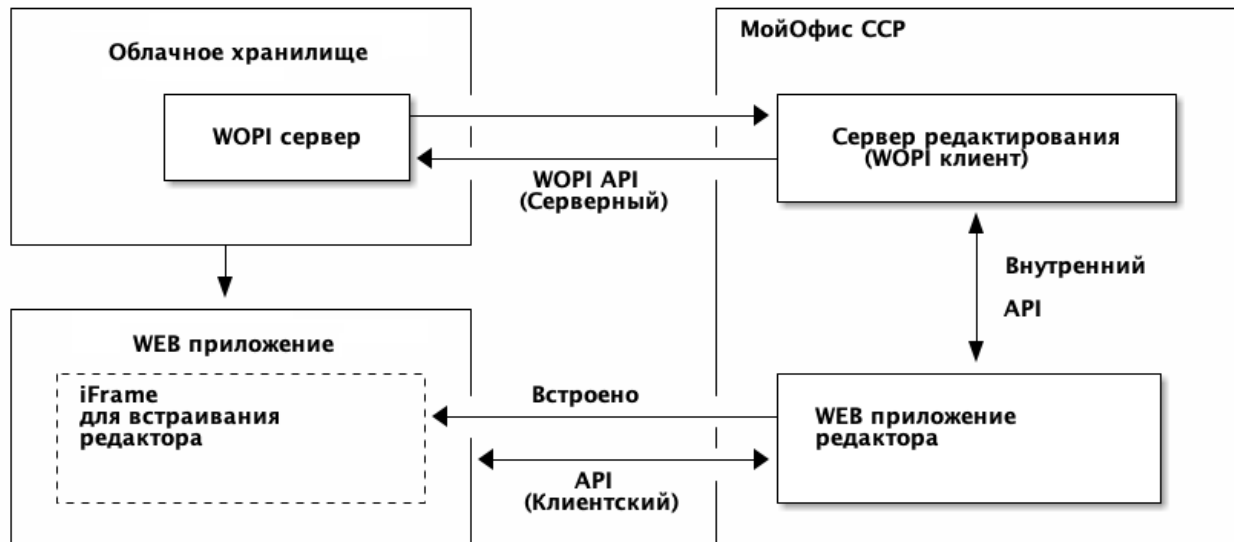 МойОфис ССР
Облачное хранилище
WOPI сервер
Сервер редактирования
(WOPI клиент)
WOPI API
(Серверный)
Внутренний
API
WEB приложение
iFrame
для встраивания
редактора
Встроено
WEB приложение
редактора
API
(Клиентский)